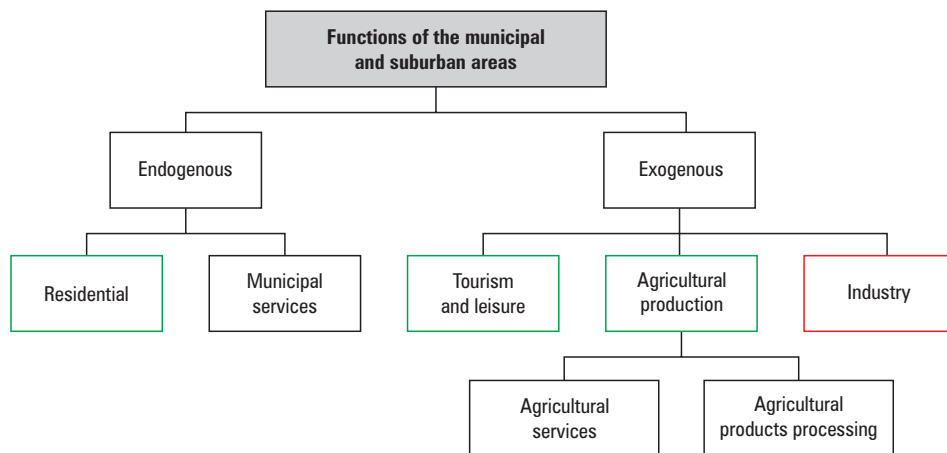 Functions of the municipal
and suburban areas
Endogenous
Exogenous
Residential
Municipal
services
Tourism
and leisure
Agricultural
production
Industry
Agricultural
services
Agricultural
products processing